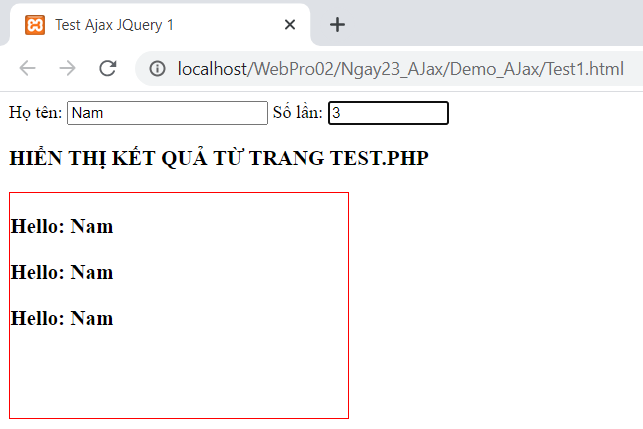 Test Ajax JQuery 1
localhost/WebPro02/Ngay23_AJax/Demo_AJax/Test1.html
Họ tên: Nam Số lần: 3
HIỂN THỊ KẾT QUẢ TỪ TRANG TEST.PHP
Hello: Nam
Hello: Nam
Hello: Nam